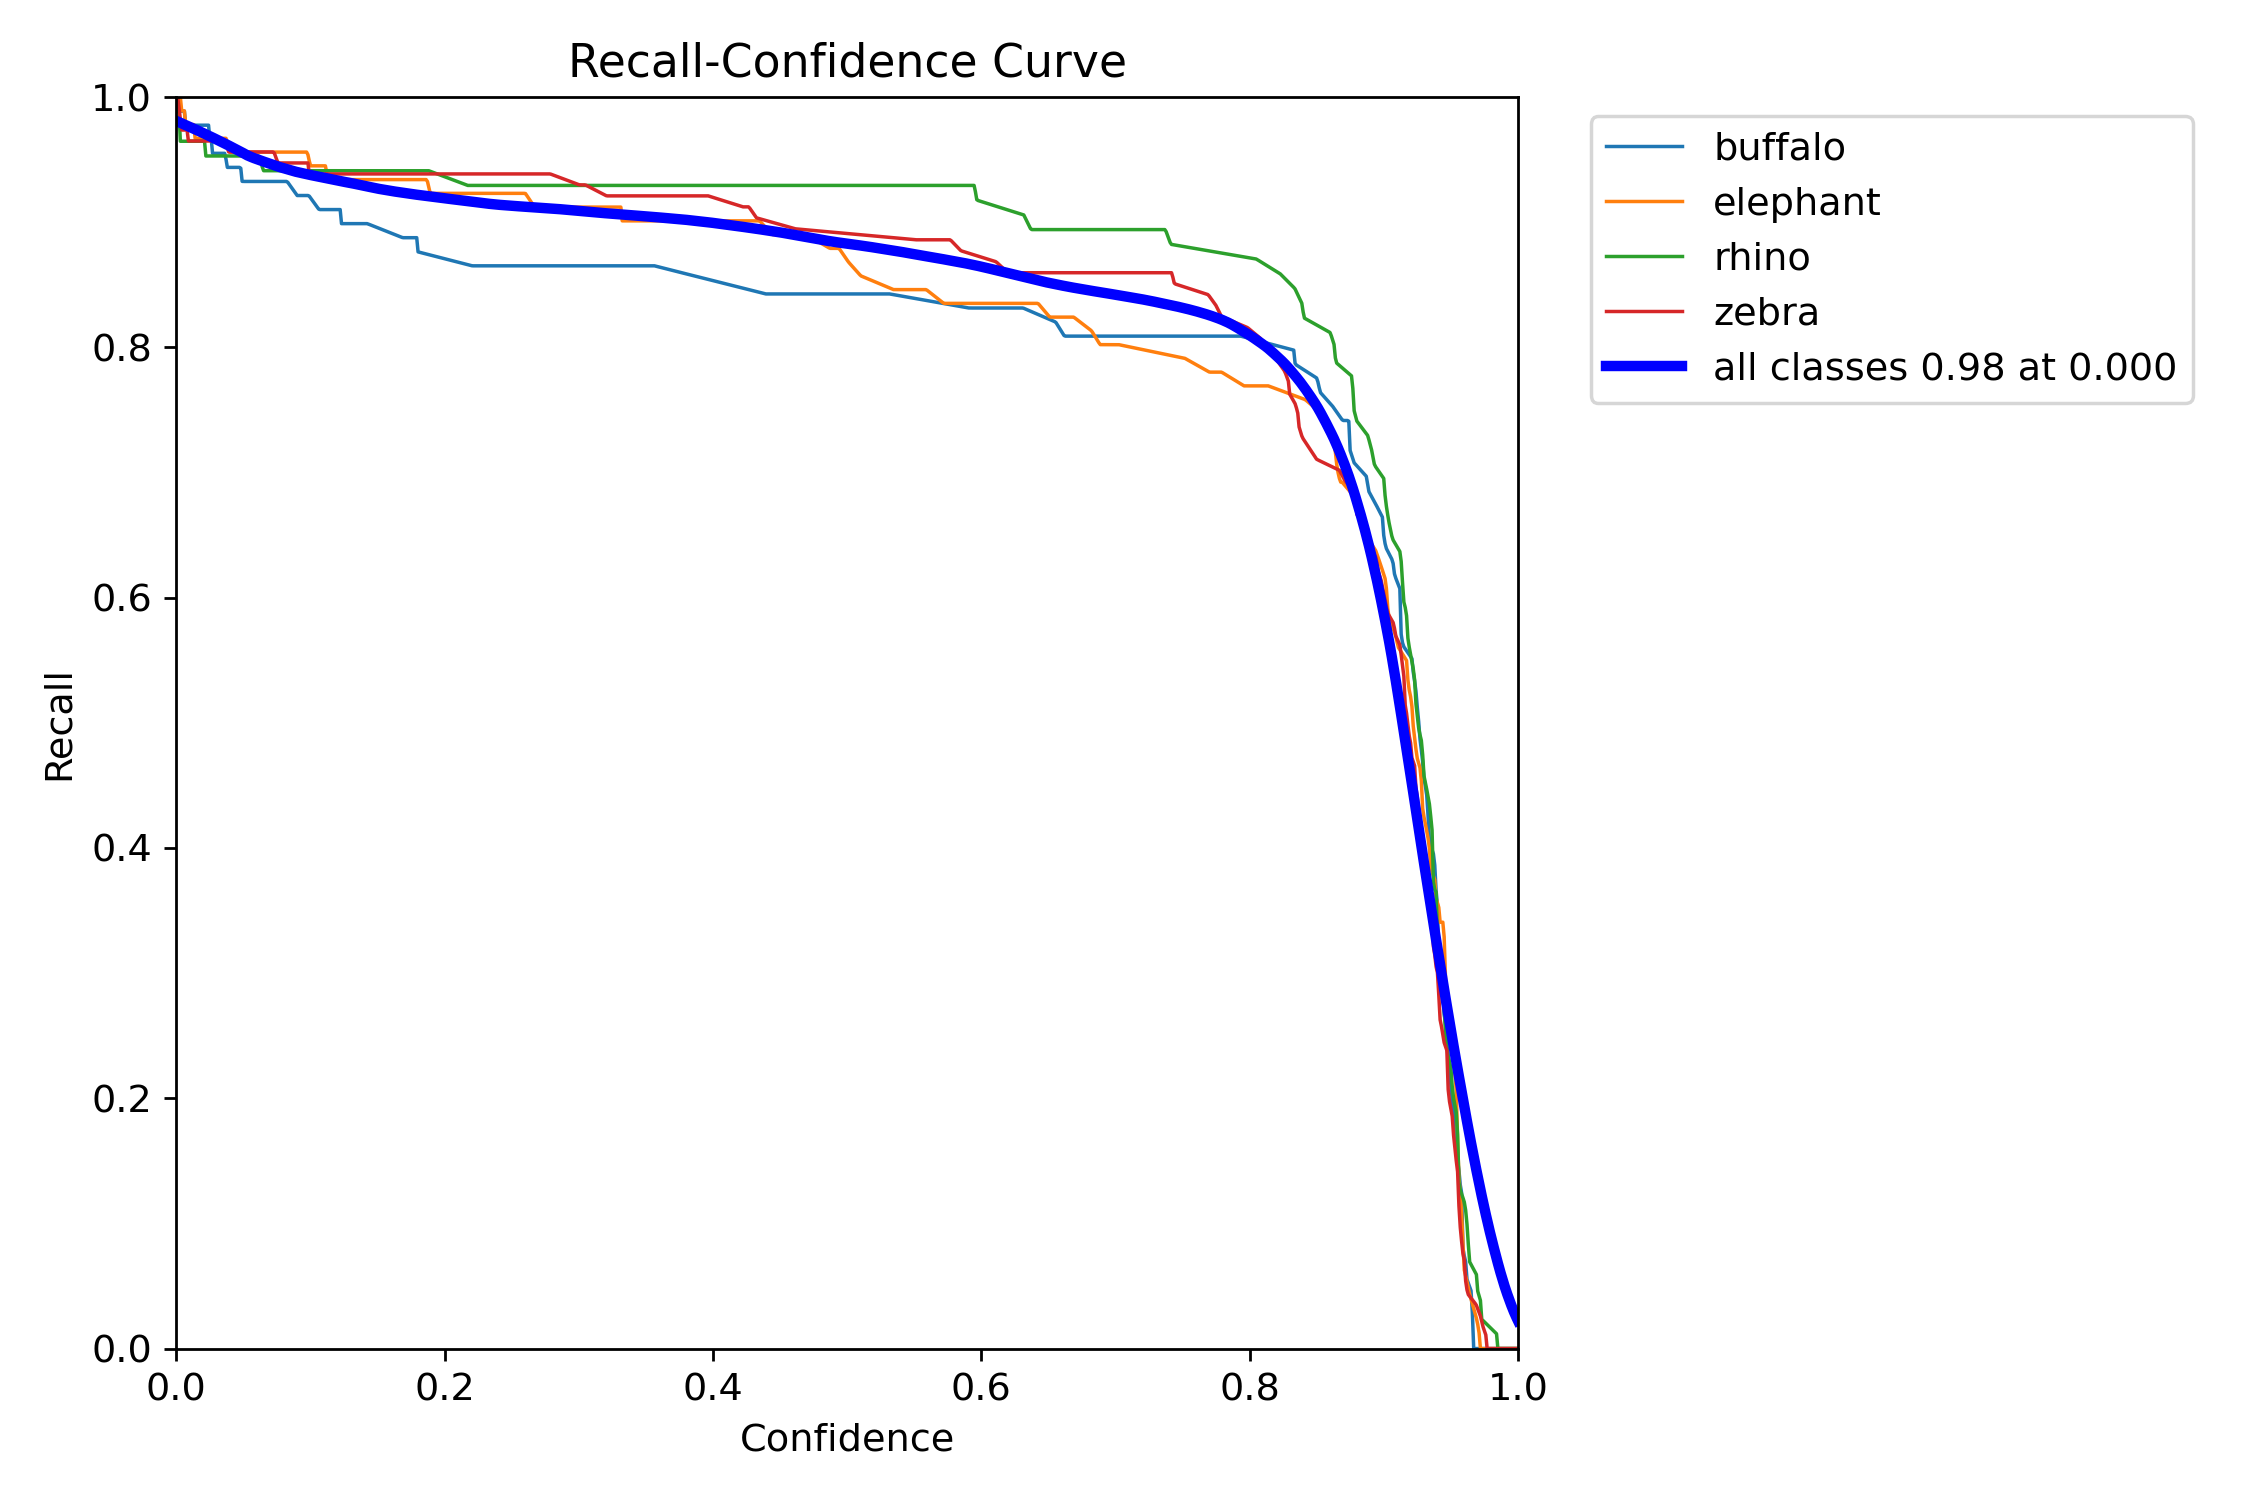 Recall-Confidence Curve
1.0
0.8
0.6
0.4
0.2
0.0
Recall
0.0 0.2 0.4 0.6 0.8 1.0
Confidence
buffalo
elephant
rhino
zebra
all classes 0.98 at 0.000